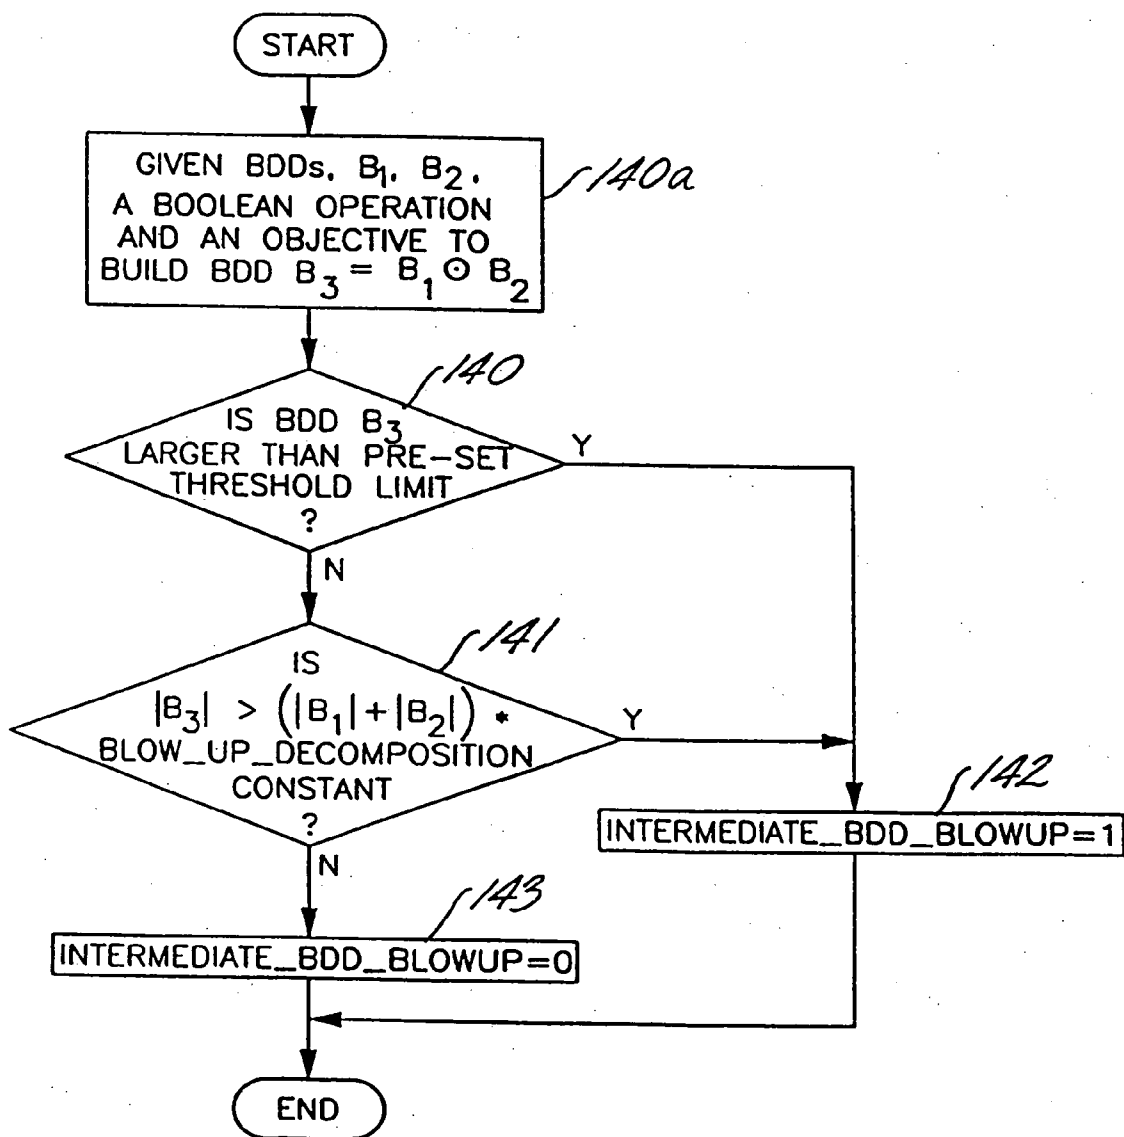 START
GIVEN BDDs, B1, B2,
A BOOLEAN OPERATION
AND AN OBJECTIVE TO
BUILD BDD B3 = B1 ⊙ B2
140a
140
IS BDD B3
LARGER THAN PRE-SET
THRESHOLD LIMIT
?
Y
N
141
IS
|B3| > (|B1|+|B2|) *
BLOW_UP_DECOMPOSITION
CONSTANT
?
Y
N
142
INTERMEDIATE_BDD_BLOWUP=1
143
INTERMEDIATE_BDD_BLOWUP=0
END